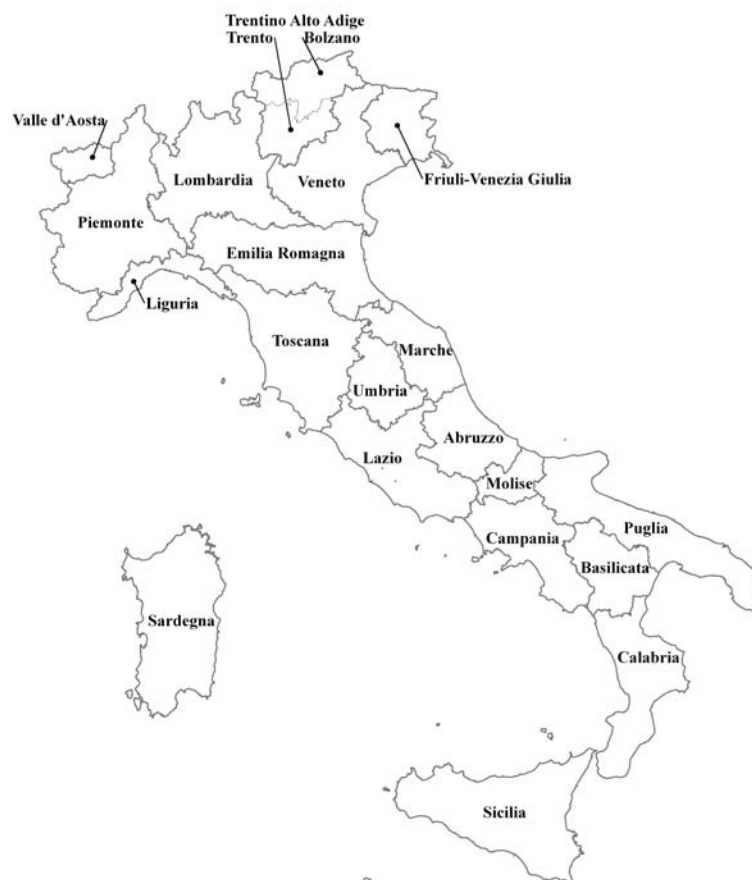 Trentino Alto Adige
Trento
Bolzano
Valle d'Aosta
Lombardia
Veneto
Friuli-Venezia Giulia
Piemonte
Emilia Romagna
Liguria
Toscana
Marche
Umbria
Abruzzo
Lazio
Molise
Puglia
Campania
Basilicata
Sardegna
Calabria
Sicilia